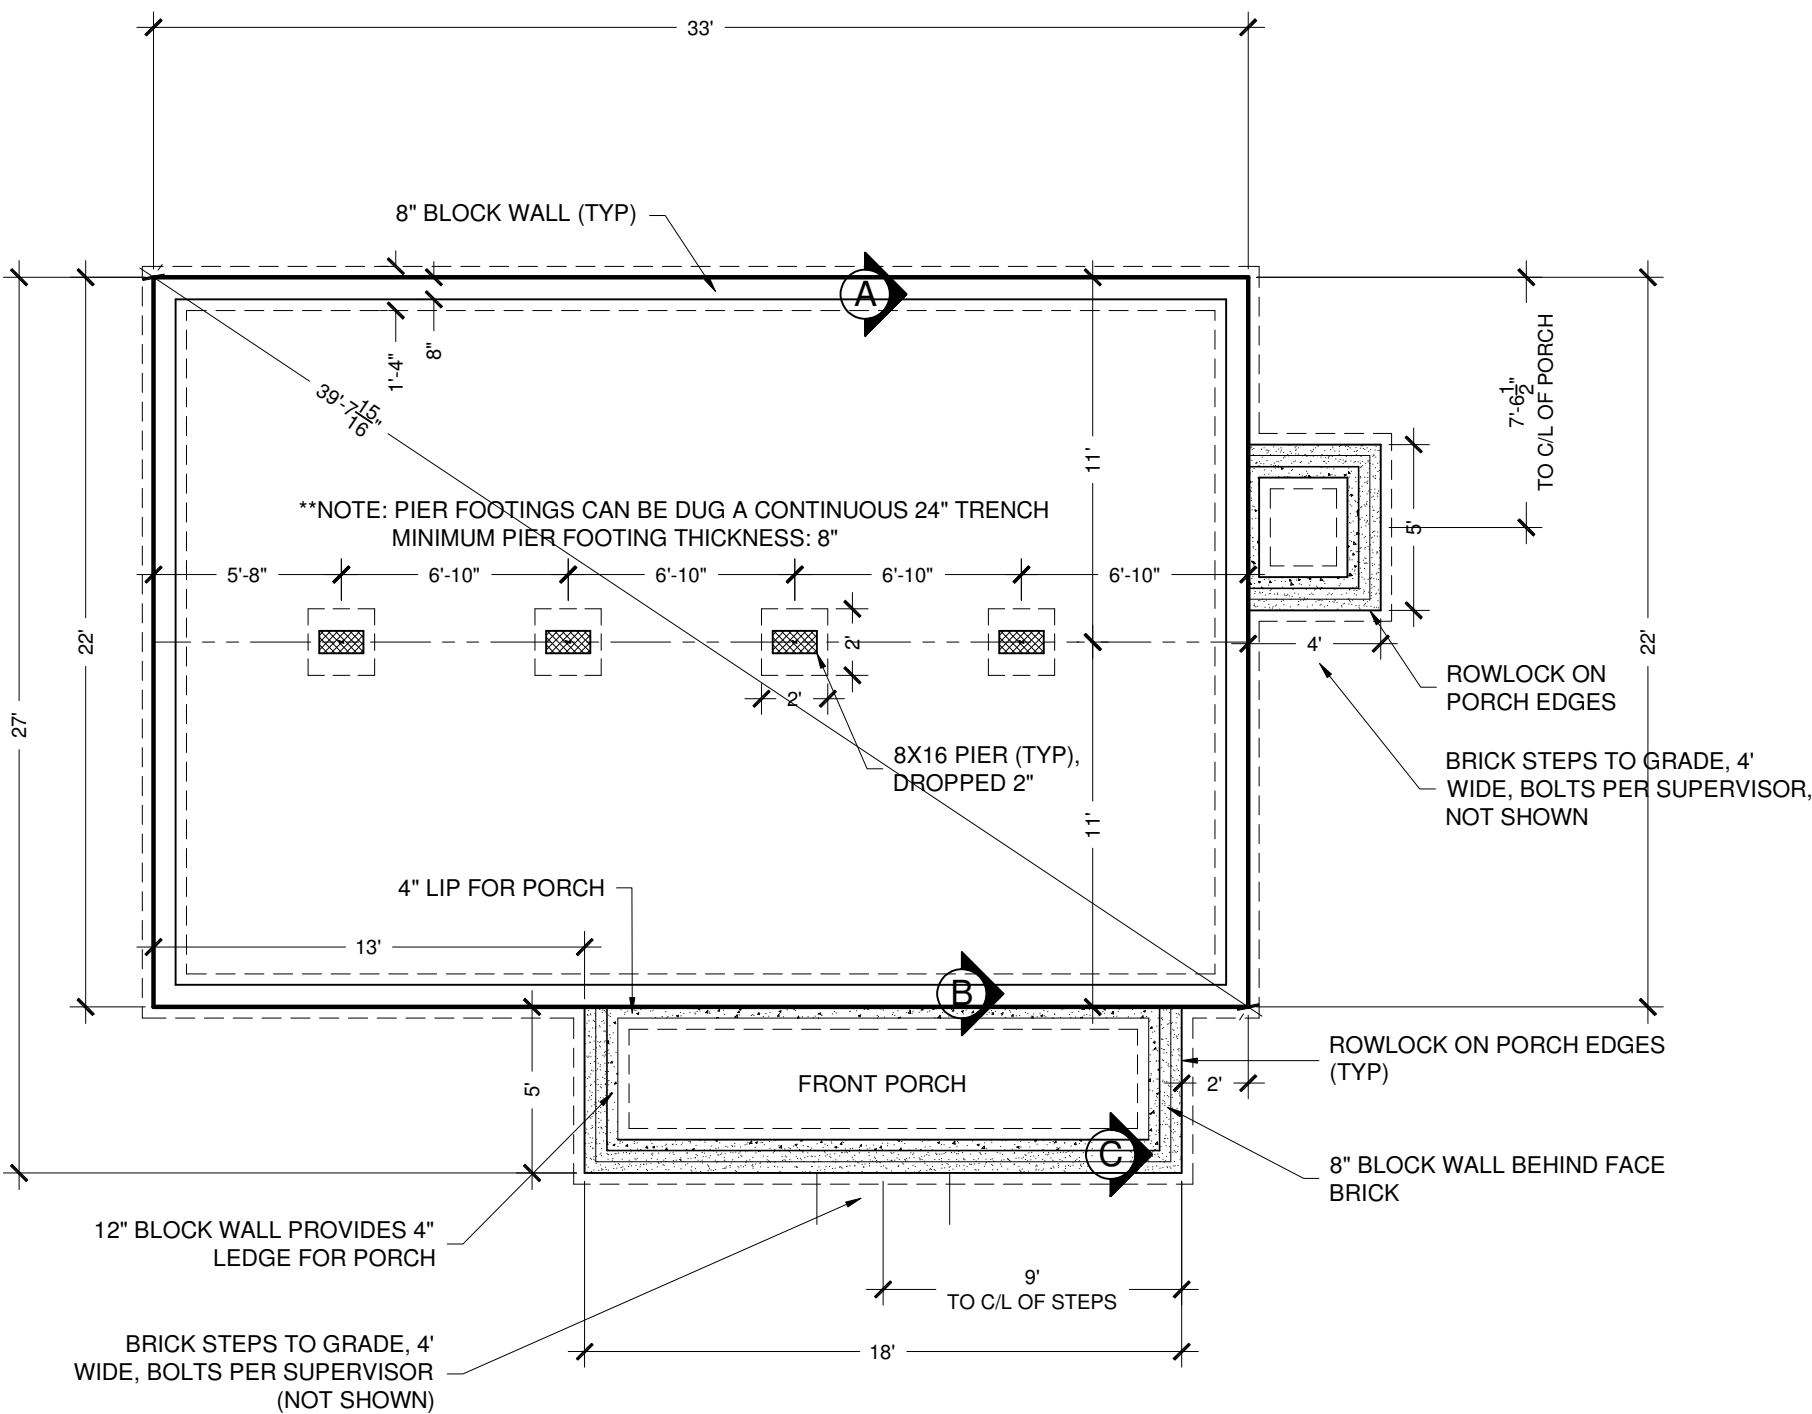 33'
8" BLOCK WALL (TYP)
A
1'-4"
8"
39'-7 15/16"
11'
7'-6 1/2"
TO C/L OF PORCH
**NOTE: PIER FOOTINGS CAN BE DUG A CONTINUOUS 24" TRENCH
MINIMUM PIER FOOTING THICKNESS: 8"
5'
5'-8"
6'-10"
6'-10"
6'-10"
6'-10"
22'
2'
4'
22'
2'
27'
ROWLOCK ON
PORCH EDGES
8X16 PIER (TYP),
DROPPED 2"
BRICK STEPS TO GRADE, 4'
WIDE, BOLTS PER SUPERVISOR,
NOT SHOWN
11'
4" LIP FOR PORCH
13'
B
ROWLOCK ON PORCH EDGES
(TYP)
5'
FRONT PORCH
2'
C
8" BLOCK WALL BEHIND FACE
BRICK
12" BLOCK WALL PROVIDES 4"
LEDGE FOR PORCH
9'
TO C/L OF STEPS
BRICK STEPS TO GRADE, 4'
WIDE, BOLTS PER SUPERVISOR
(NOT SHOWN)
18'